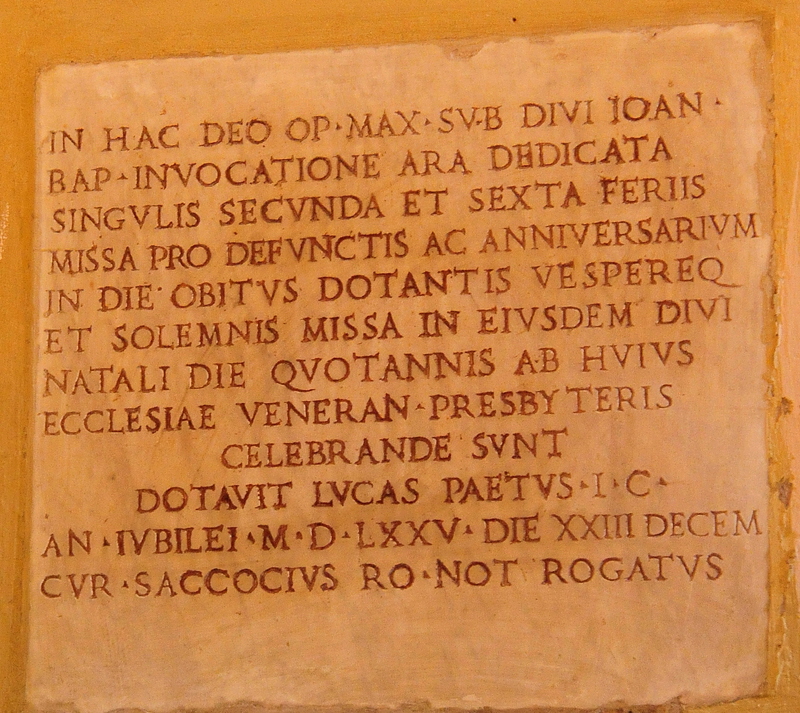 IN HAC DEO OP·MAX·SVB DIVI IOAN·
BAP·INVOCATIONE ARA DEDICATA
SINGVLIS SECVNDA ET SEXTA FERIIS
MISSA PRO DEFVNCTIS AC ANNIVERSARIVM
IN DIE OBITVS DOTANTIS VESPEREQ
ET SOLEMNIS MISSA IN EIVSDEM DIVI
NATALI DIE QVOTANNIS AB HVIVS
ECCLESIAE VENERAN·PRESBYTERIS
CELEBRANDE SVNT
DOTAVIT LVCAS PAETVS·I·C·
AN·IVBILEI·M·D·LXXV·DIE XXIII DECEM
CVR·SACCOCIVS RO·NOT ROGATVS